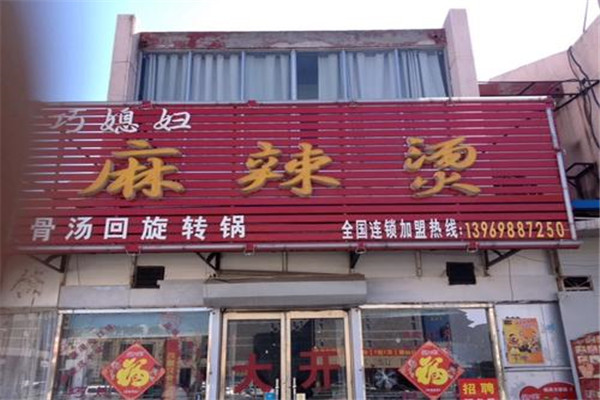 巧媳妇
麻辣烫
骨汤回旋转锅
全国连锁加盟热线:13969887250
大开
福
福
招聘